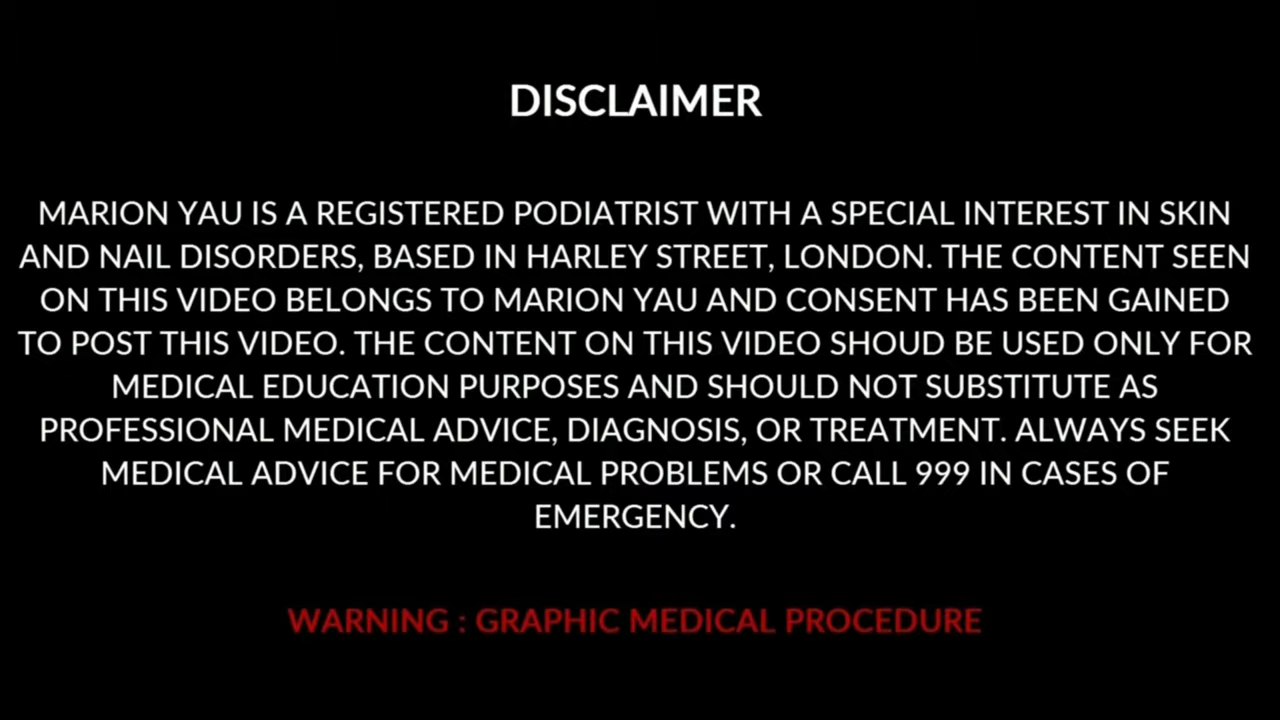 DISCLAIMER
MARION YAU IS A REGISTERED PODIATRIST WITH A SPECIAL INTEREST IN SKIN
AND NAIL DISORDERS, BASED IN HARLEY STREET, LONDON. THE CONTENT SEEN
ON THIS VIDEO BELONGS TO MARION YAU AND CONSENT HAS BEEN GAINED
TO POST THIS VIDEO. THE CONTENT ON THIS VIDEO SHOUD BE USED ONLY FOR
MEDICAL EDUCATION PURPOSES AND SHOULD NOT SUBSTITUTE AS
PROFESSIONAL MEDICAL ADVICE, DIAGNOSIS, OR TREATMENT. ALWAYS SEEK
MEDICAL ADVICE FOR MEDICAL PROBLEMS OR CALL 999 IN CASES OF
EMERGENCY.
WARNING : GRAPHIC MEDICAL PROCEDURE